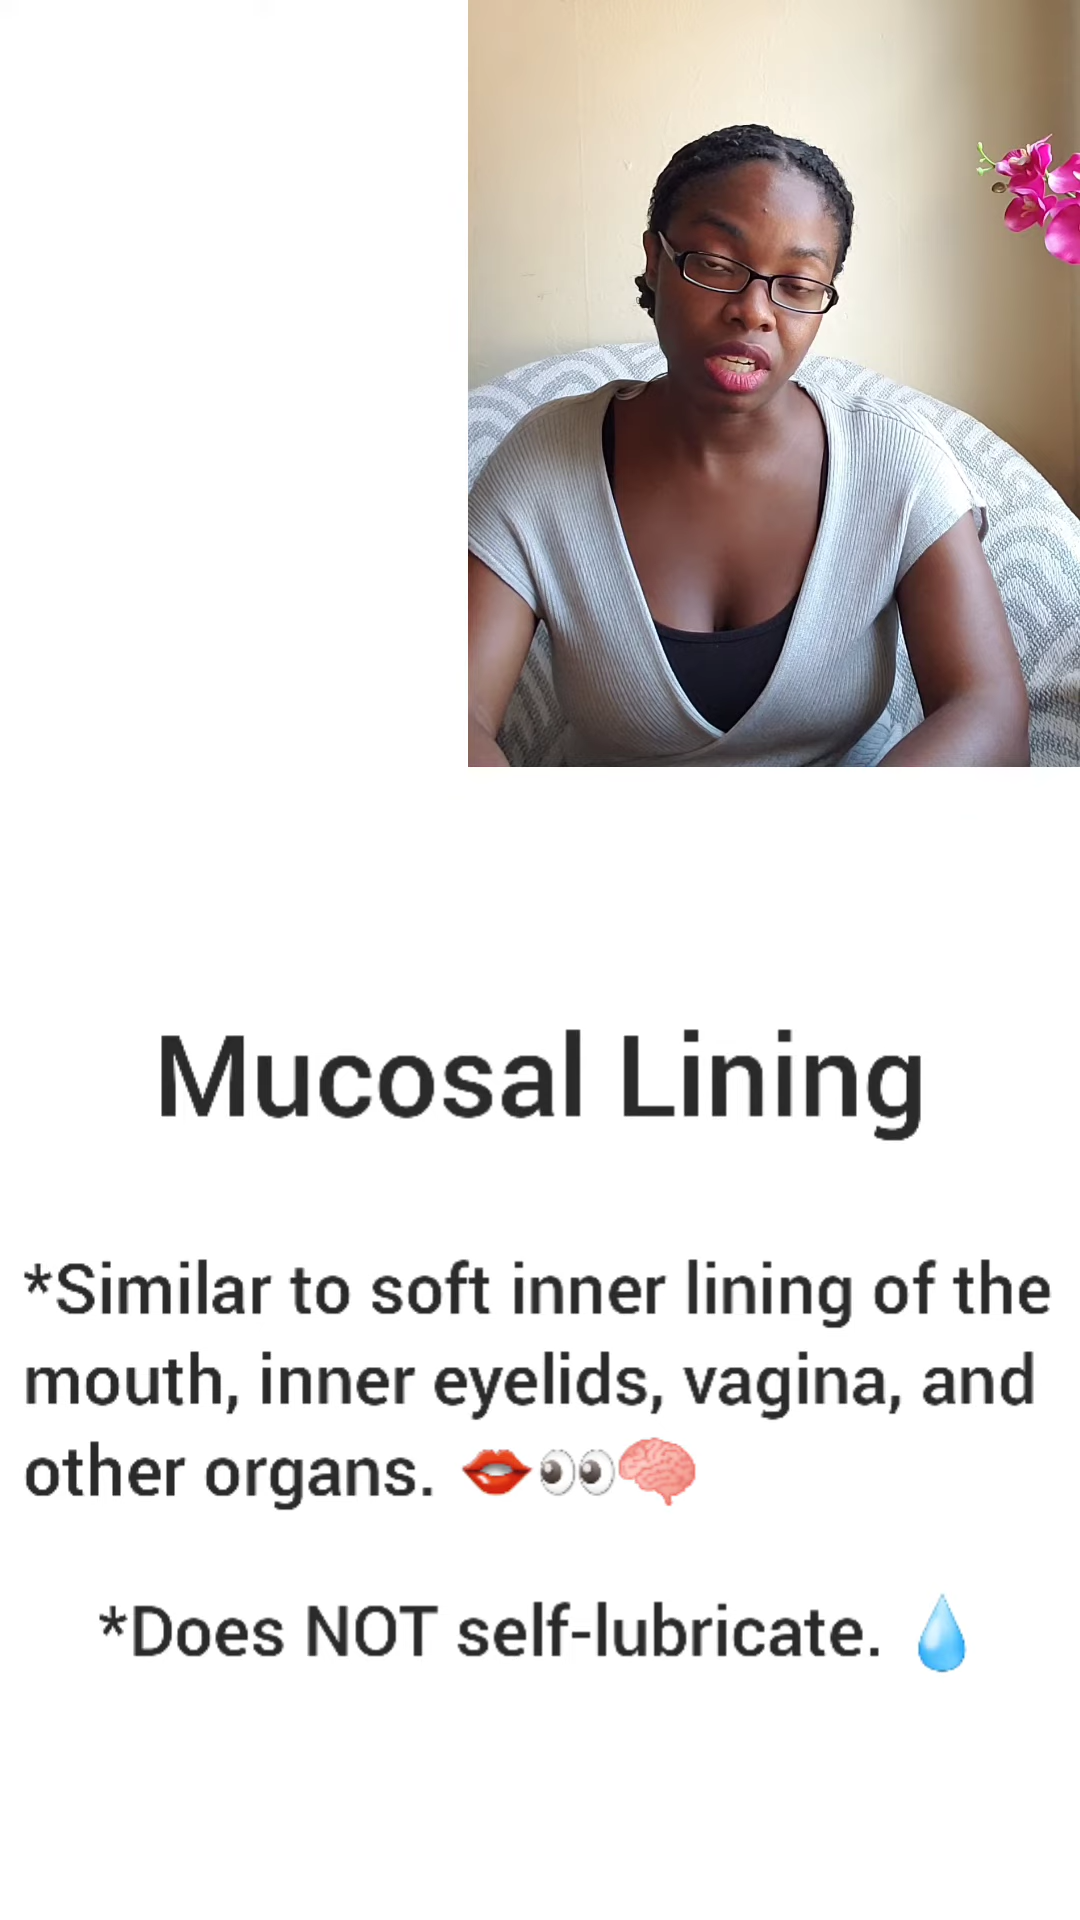 Mucosal Lining
*Similar to soft inner lining of the
mouth, inner eyelids, vagina, and
other organs. 👄👀🧠
*Does NOT self-lubricate. 💧